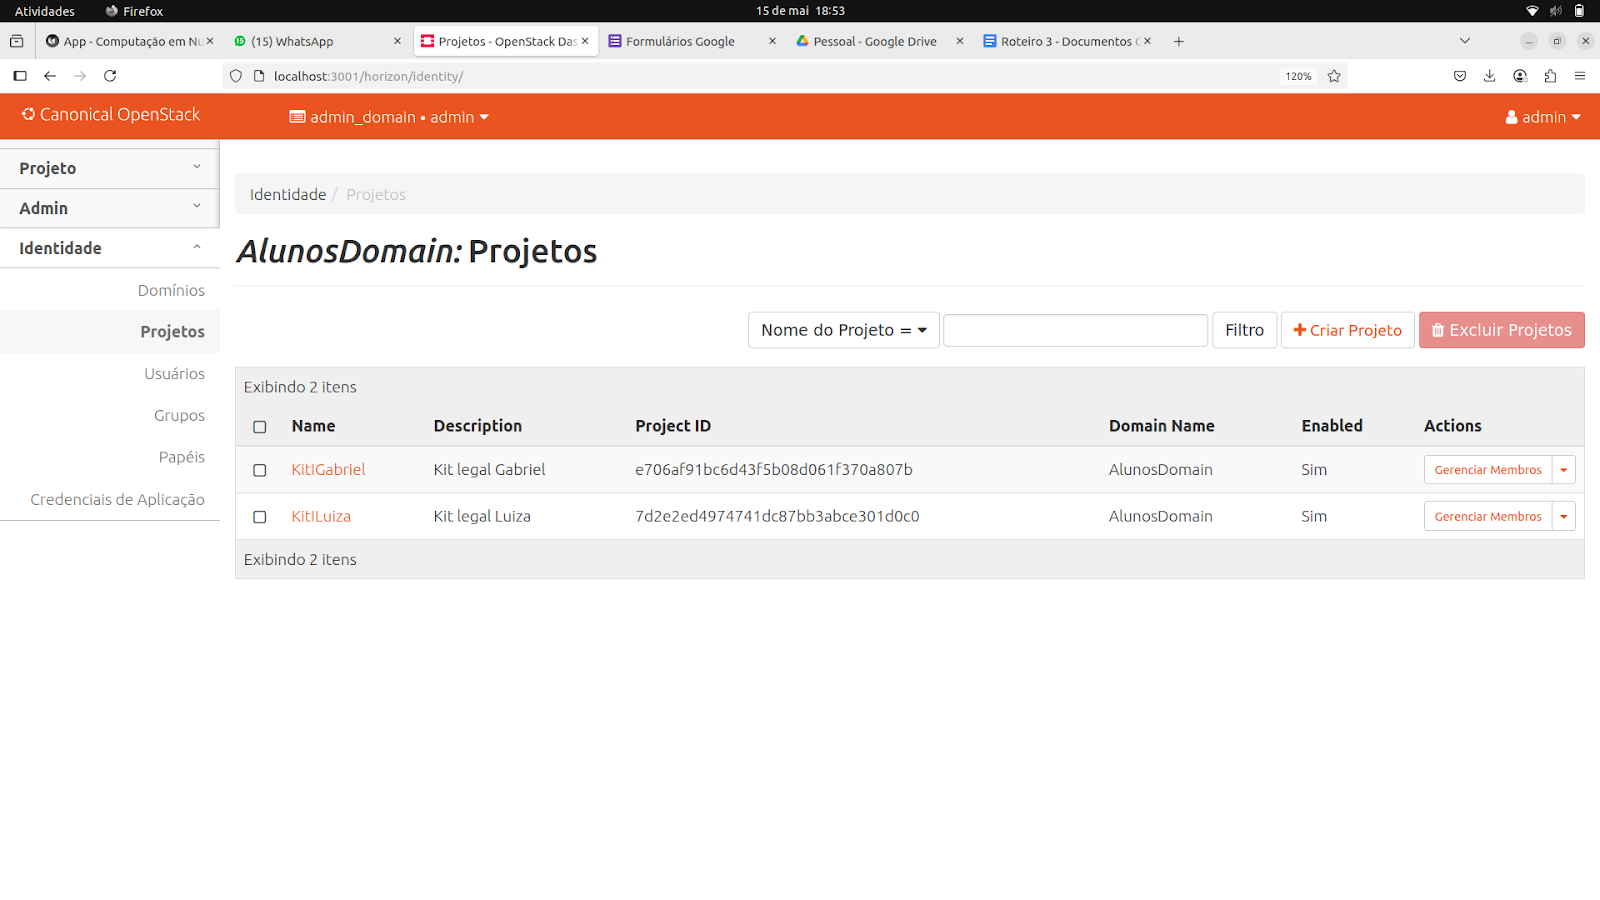 Atividades Firefox 15 de mai 18:53
App - Computação em Nu (15) WhatsApp Projetos - OpenStack Das Formulários Google Pessoal - Google Drive Roteiro 3 - Documentos
localhost:3001/horizon/identity/ 120%
Canonical OpenStack admin_domain • admin admin
Projeto
Admin
Identidade
Domínios
Projetos
Usuários
Grupos
Papéis
Credenciais de Aplicação
Identidade / Projetos
AlunosDomain: Projetos
Nome do Projeto = Filtro Criar Projeto Excluir Projetos
Exibindo 2 itens
Name Description Project ID Domain Name Enabled Actions
KitIGabriel Kit legal Gabriel e706af91bc6d43f5b08d061f370a807b AlunosDomain Sim Gerenciar Membros
KitILuiza Kit legal Luiza 7d2e2ed4974741dc87bb3abce301d0c0 AlunosDomain Sim Gerenciar Membros
Exibindo 2 itens